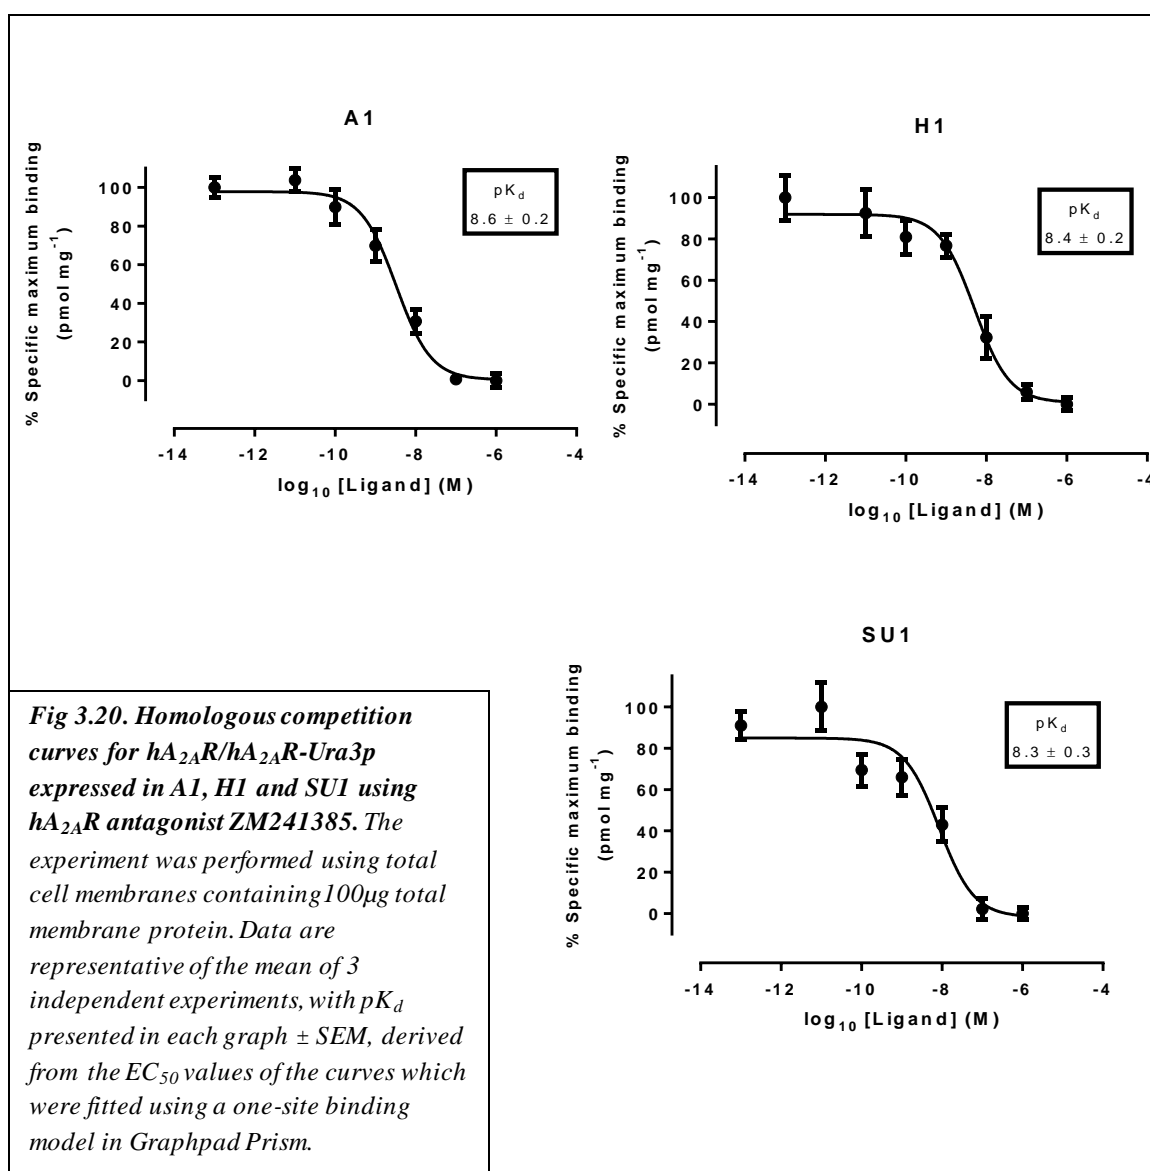 A1
% Specific maximum binding
(pmol mg-1)
100
80
60
40
20
0
pKd
8.6 ± 0.2
-14 -12 -10 -8 -6 -4
log10 [Ligand] (M)
H1
% Specific maximum binding
(pmol mg-1)
100
80
60
40
20
0
pKd
8.4 ± 0.2
-14 -12 -10 -8 -6 -4
log10 [Ligand] (M)
SU1
% Specific maximum binding
(pmol mg-1)
100
80
60
40
20
0
pKd
8.3 ± 0.3
-14 -12 -10 -8 -6 -4
log10 [Ligand] (M)
Fig 3.20. Homologous competition
curves for hA2AR/hA2AR-Ura3p
expressed in A1, H1 and SU1 using
hA2AR antagonist ZM241385. The
experiment was performed using total
cell membranes containing 100µg total
membrane protein. Data are
representative of the mean of 3
independent experiments, with pKd
presented in each graph ± SEM, derived
from the EC50 values of the curves which
were fitted using a one-site binding
model in Graphpad Prism.